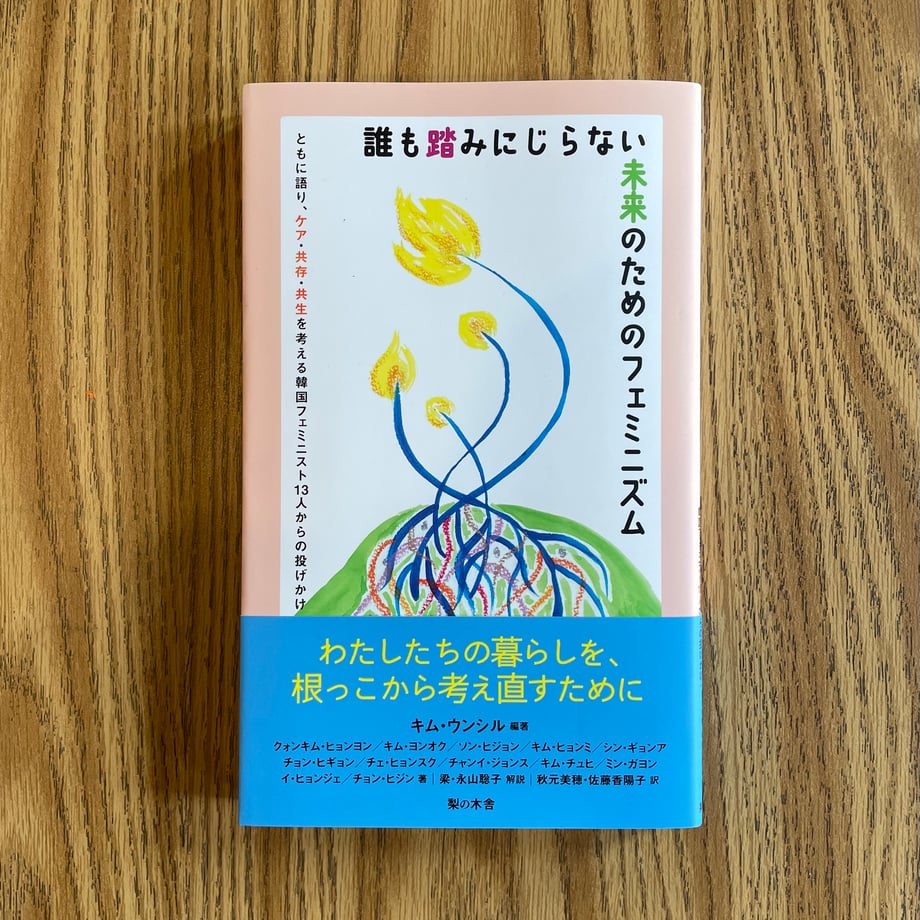 誰も踏みにじらない
未来のためのフェミニズム
ともに語り、ケア・共存・共生を考える韓国フェミニスト13人からの投げかけ
わたしたちの暮らしを、
根っこから考え直すために
キム・ウンシル 編著
クォンキム・ヒョンヨン／キム・ヨンオク／ソン・ヒジョン／キム・ヒョンミ／シン・ギョンア
チョン・ヒギョン／チェ・ヒョンスク／チャンイ・ジョンス／キム・チュヒ／ミン・ガヨン
イ・ヒョンジェ／チョン・ヒジン 著｜梁・永山聡子 解説｜秋元美穂・佐藤香陽子 訳
梨の木舎